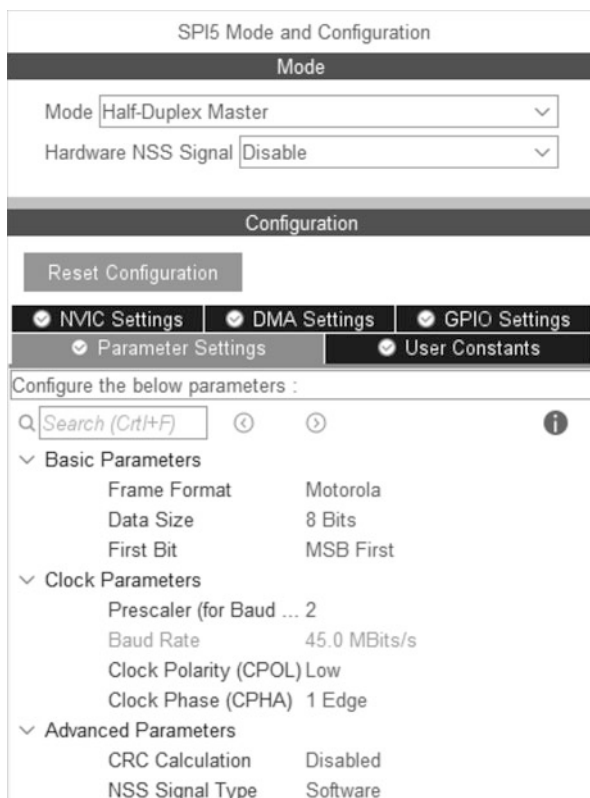 SPI5 Mode and Configuration
Mode
Mode Half-Duplex Master
Hardware NSS Signal Disable
Configuration
Reset Configuration
NVIC Settings DMA Settings GPIO Settings
Parameter Settings User Constants
Configure the below parameters :
Search (Crtl+F)
Basic Parameters
Frame Format Motorola
Data Size 8 Bits
First Bit MSB First
Clock Parameters
Prescaler (for Baud ... 2
Baud Rate 45.0 MBits/s
Clock Polarity (CPOL) Low
Clock Phase (CPHA) 1 Edge
Advanced Parameters
CRC Calculation Disabled
NSS Signal Type Software